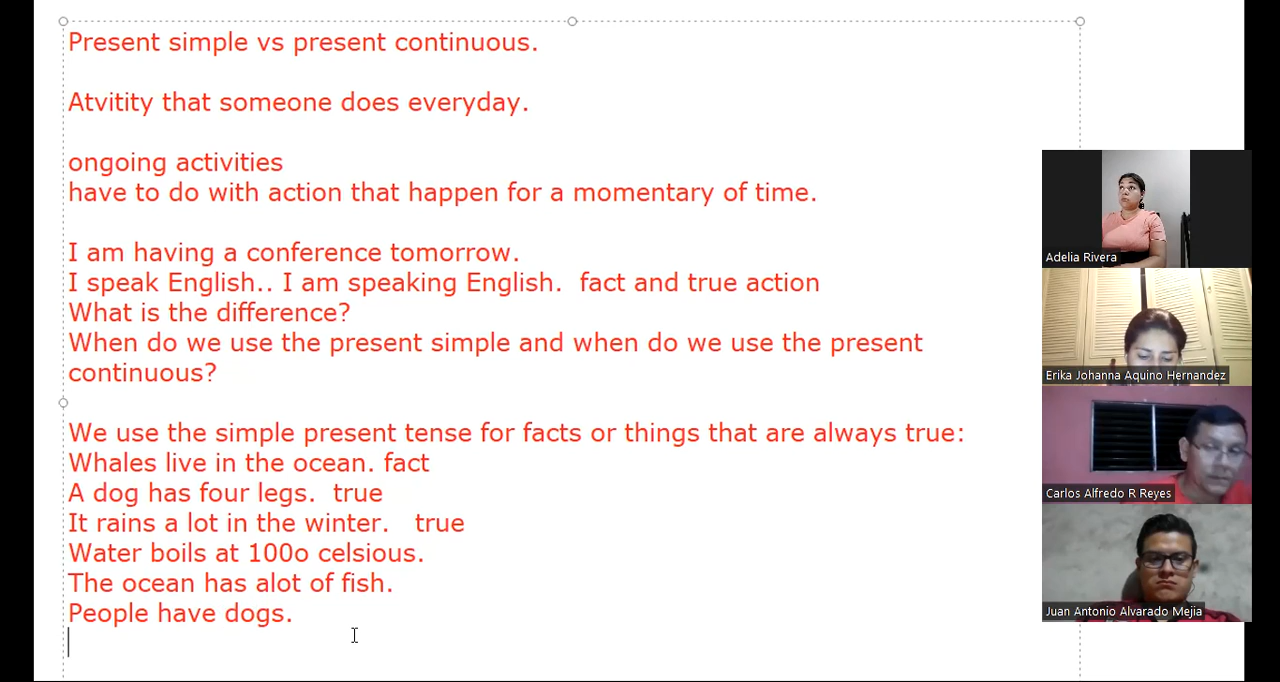 Present simple vs present continuous.
Atvitity that someone does everyday.
ongoing activities
have to do with action that happen for a momentary of time.
I am having a conference tomorrow.
I speak English.. I am speaking English.  fact and true action
What is the difference?
When do we use the present simple and when do we use the present
continuous?
We use the simple present tense for facts or things that are always true:
Whales live in the ocean. fact
A dog has four legs.  true
It rains a lot in the winter.   true
Water boils at 100o celsious.
The ocean has alot of fish.
People have dogs.
Adelia Rivera
Erika Johanna Aquino Hernandez
Carlos Alfredo R Reyes
Juan Antonio Alvarado Mejia